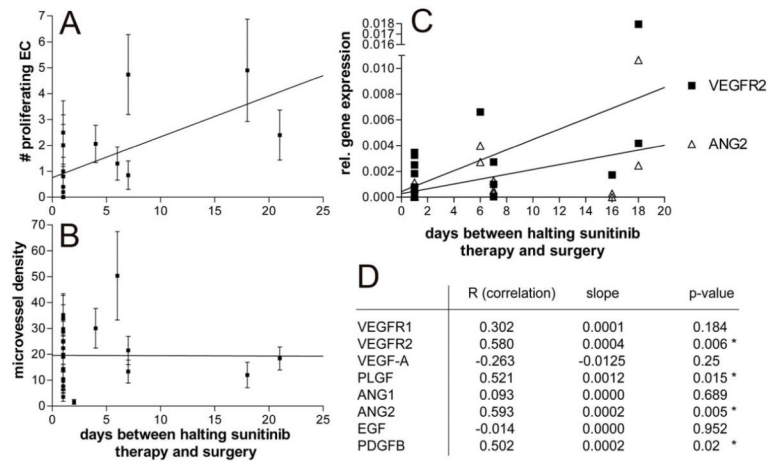 A
# proliferating EC
7
6
5
4
3
2
1
0
0 5 10 15 20 25
B
microvessel density
70
60
50
40
30
20
10
0
0 5 10 15 20 25
days between halting sunitinib
therapy and surgery
C
rel. gene expression
0.018
0.018
0.016
0.010
0.008
0.006
0.004
0.002
0.000
0 2 4 6 8 10 12 14 16 18 20
days between halting sunitinib
therapy and surgery
VEGFR2
ANG2
D
R (correlation) slope p-value
VEGFR1 0.302 0.0001 0.184
VEGFR2 0.580 0.0004 0.006 *
VEGF-A -0.263 -0.0125 0.25
PLGF 0.521 0.0012 0.015 *
ANG1 0.093 0.0000 0.689
ANG2 0.593 0.0002 0.005 *
EGF -0.014 0.0000 0.952
PDGFB 0.502 0.0002 0.02 *